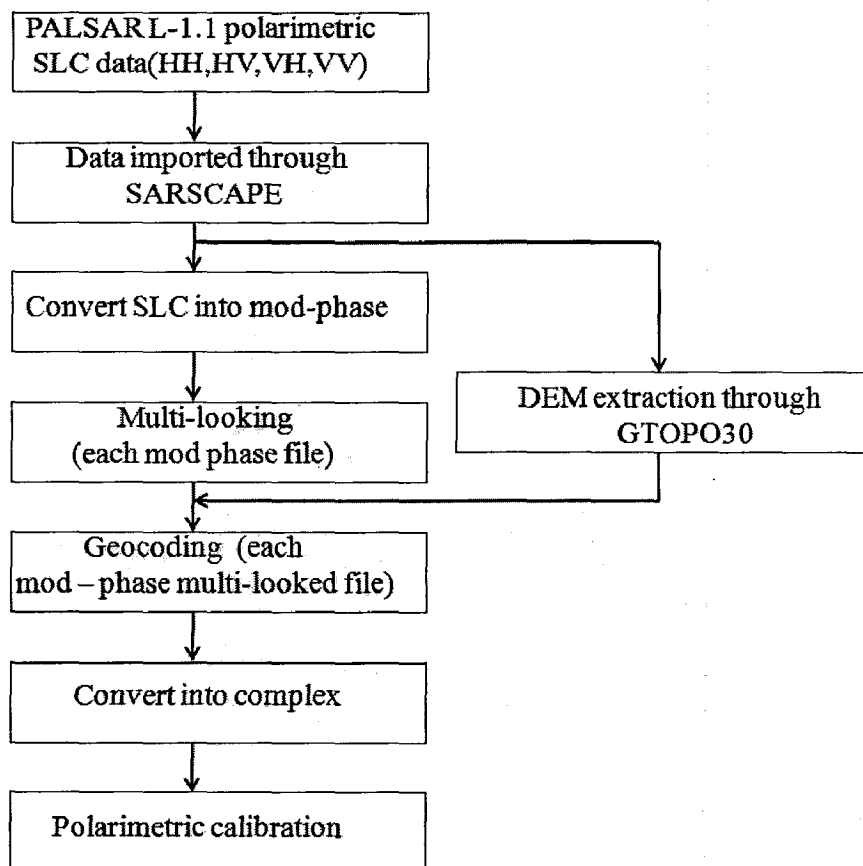 PALSAR L-1.1 polarimetric
SLC data(HH,HV,VH,VV)
Data imported through
SARSCAPE
Convert SLC into mod-phase
Multi-looking
(each mod phase file)
DEM extraction through
GTOPO30
Geocoding (each
mod – phase multi-looked file)
Convert into complex
Polarimetric calibration